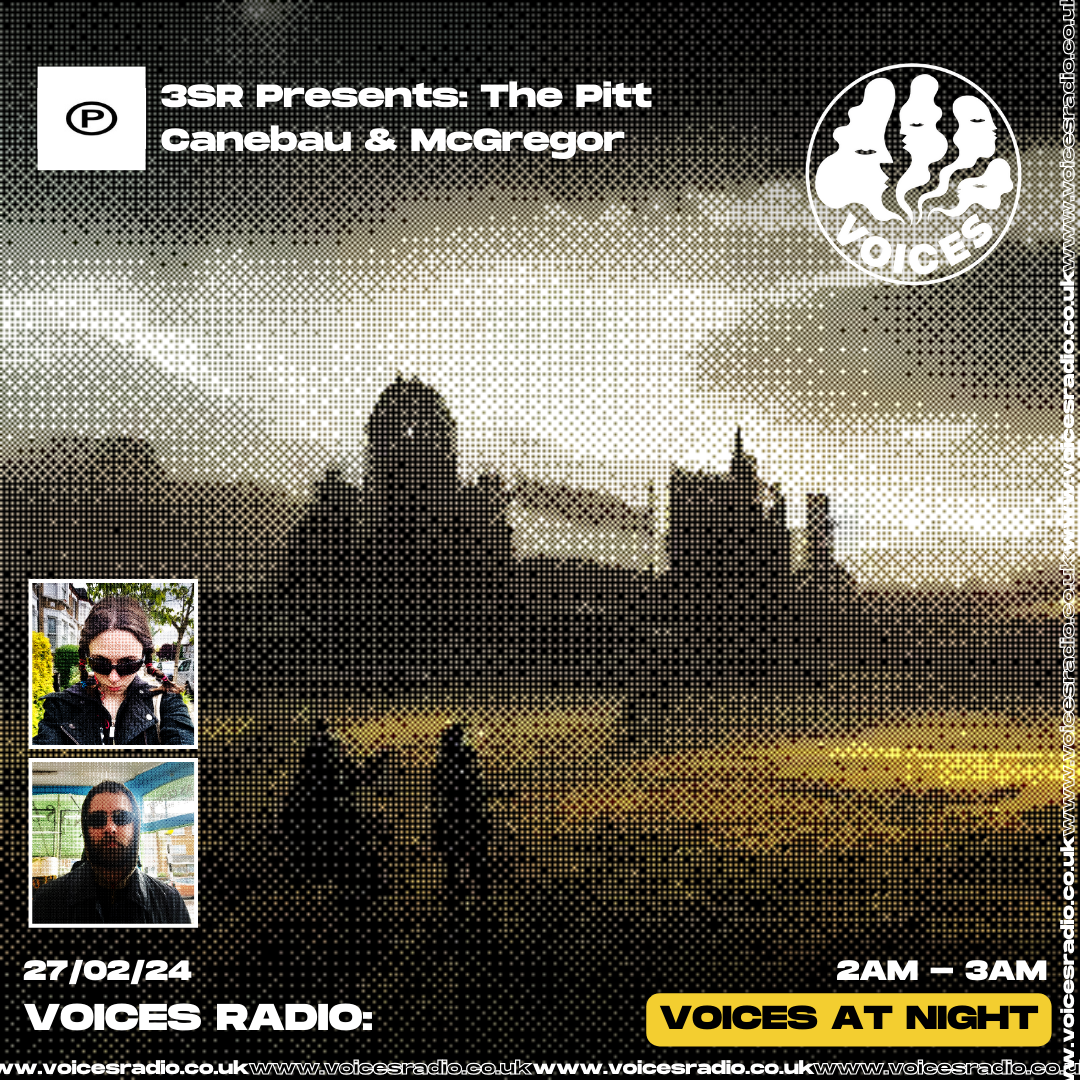 P
3SR Presents: The Pitt
Canebau & McGregor
VOICES
27/02/24
2AM – 3AM
VOICES RADIO:
VOICES AT NIGHT
www.voicesradio.co.ukwww.voicesradio.co.ukwww.voicesradio.co.uk
www.voicesradio.co.ukwww.voicesradio.co.ukwww.voicesradio.co.ukwww.voicesradio.co.uk